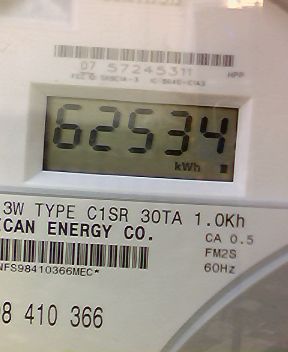 07 57245311 HPP
62534
kWh
3W TYPE C1SR 30TA 1.0Kh
CAN ENERGY CO.
CA 0.5
FM2S
NFS98410366MEC*
60Hz
8 410 366